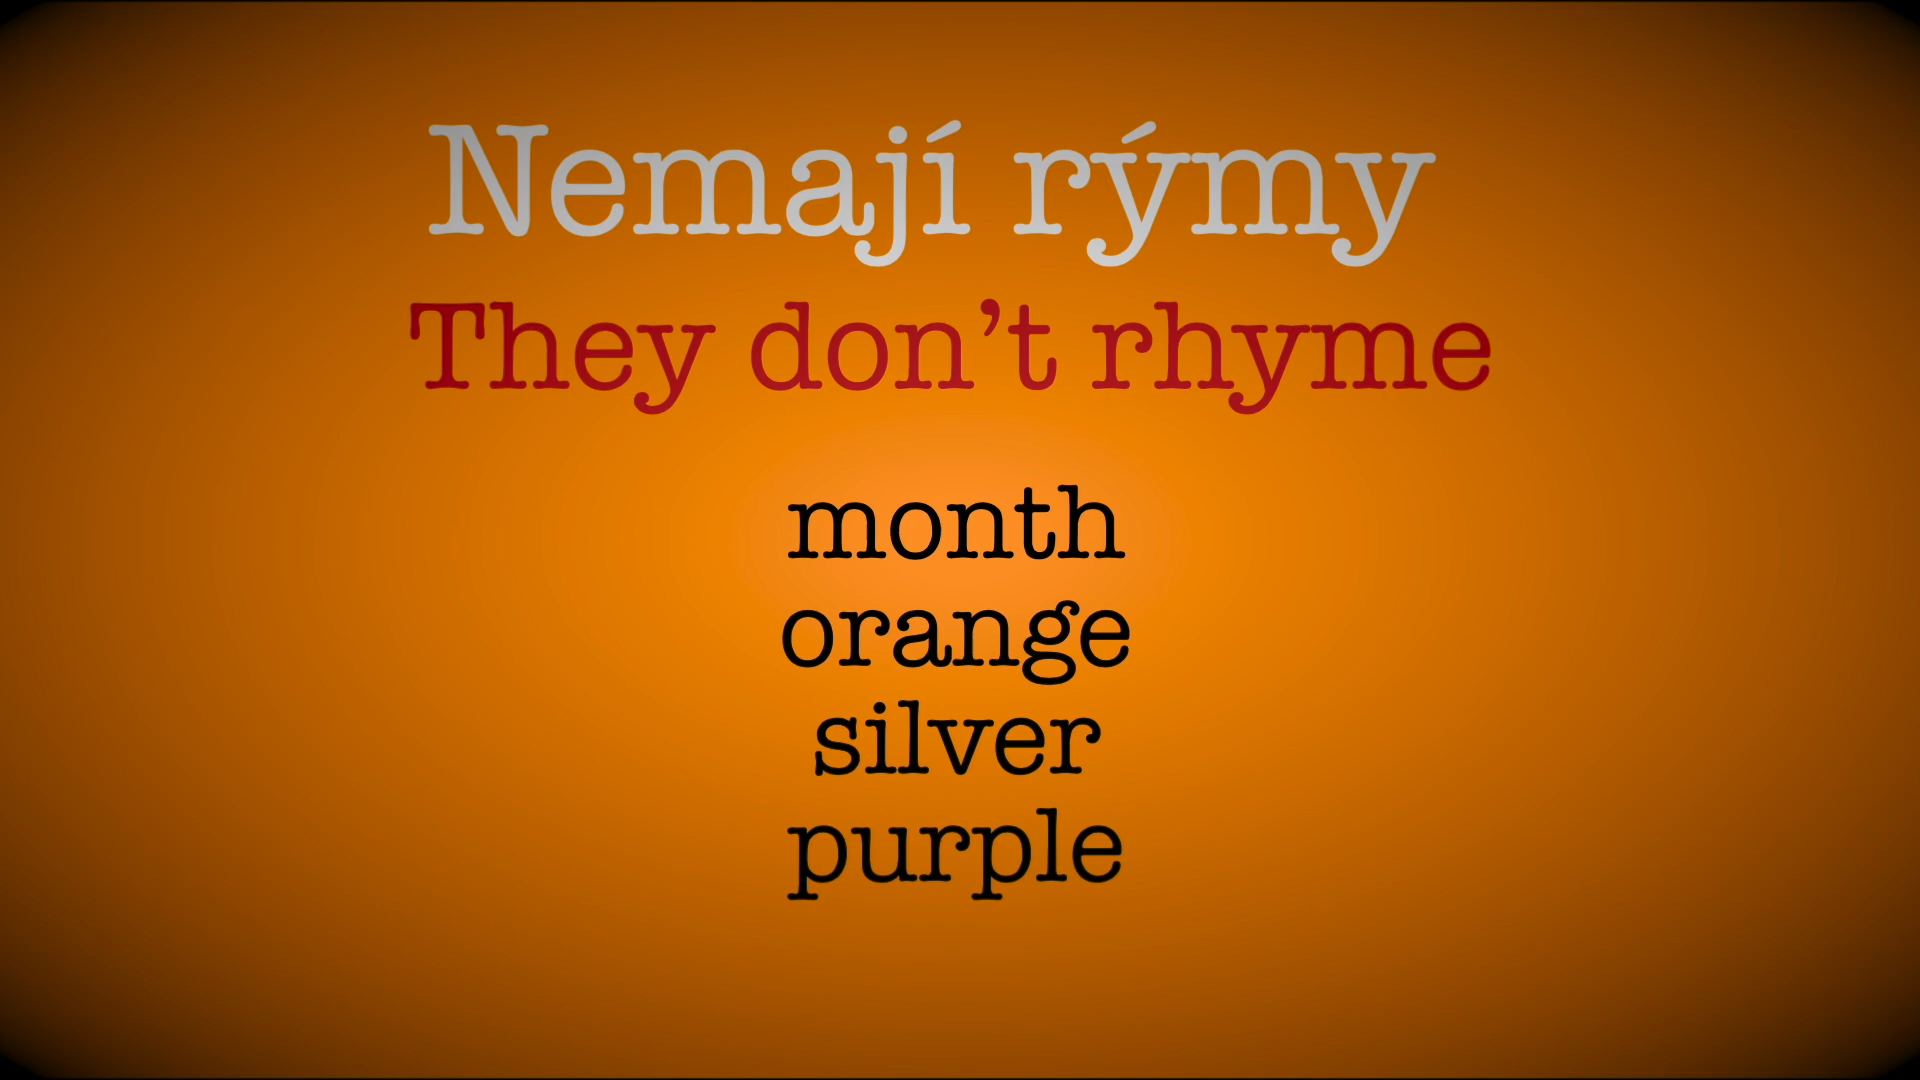 Nemají rýmy
They don’t rhyme
month
orange
silver
purple